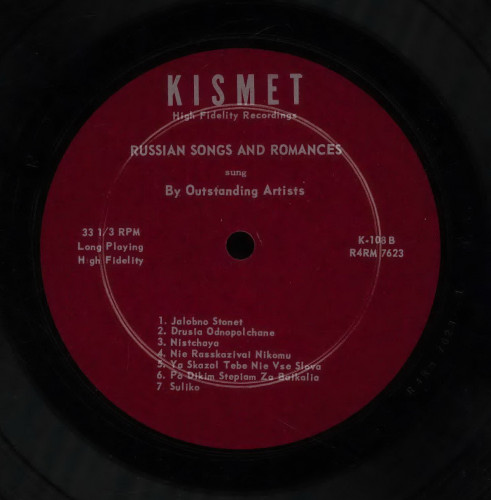 KISMET
High Fidelity Recordings
RUSSIAN SONGS AND ROMANCES
sung
By Outstanding Artists
33 1/3 RPM
Long Playing
High Fidelity
K-108 B
R4RM 7623
1. Jalobno Stonet
2. Drusia Odnopolchane
3. Nistchaya
4. Nie Rasskazivai Nikomu
5. Ya Skazal Tebe Nie Vse Slova
6. Po Dikim Stepiam Za Baikalia
7 Suliko